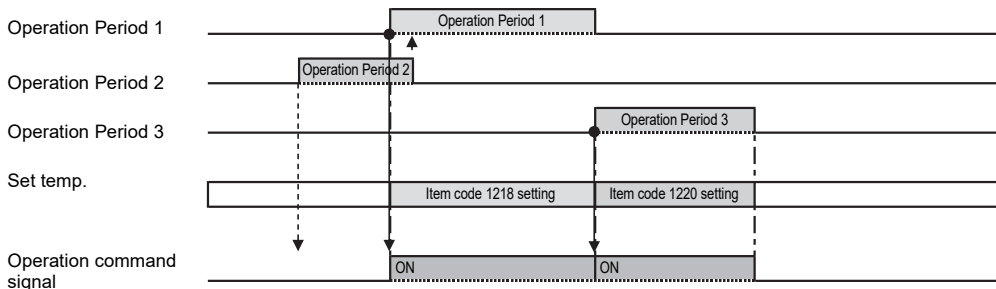 Operation Period 1
Operation Period 1
Operation Period 2
Operation Period 2
Operation Period 3
Operation Period 3
Set temp.
Item code 1218 setting
Item code 1220 setting
Operation command
signal
ON
ON